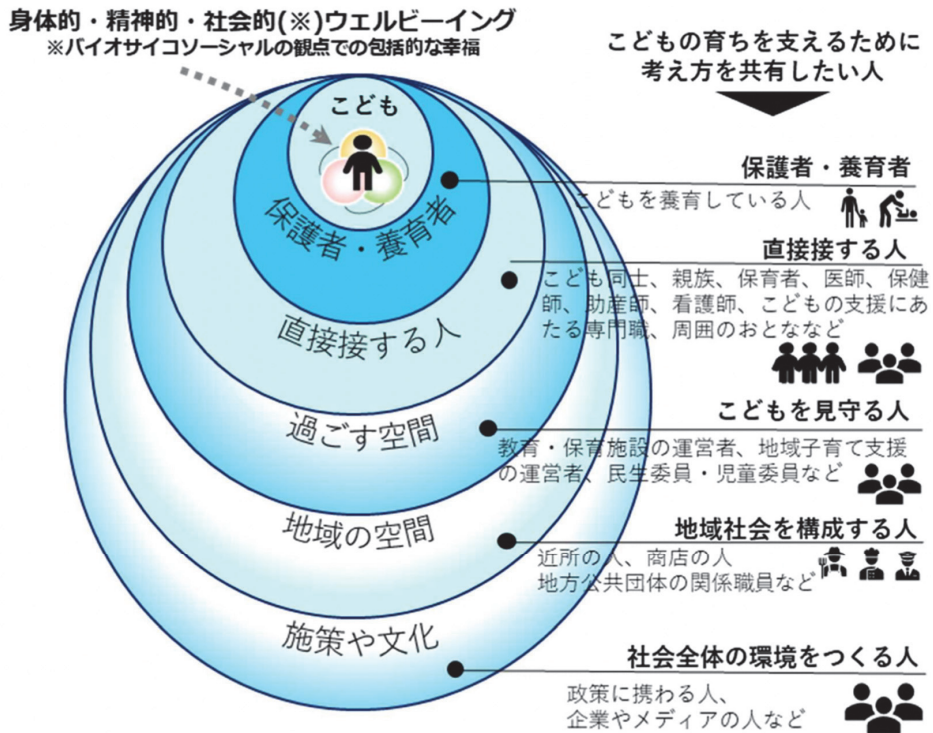 身体的・精神的・社会的(※)ウェルビーイング
※バイオサイコソーシャルの観点での包括的な幸福
こどもの育ちを支えるために
考え方を共有したい人
こども
保護者・養育者
直接接する人
過ごす空間
地域の空間
施策や文化
保護者・養育者
こどもを養育している人
直接接する人
こども同士、親族、保育者、医師、保健
師、助産師、看護師、こどもの支援にあ
たる専門職、周囲のおとななど
こどもを見守る人
教育・保育施設の運営者、地域子育て支援
の運営者、民生委員・児童委員など
地域社会を構成する人
近所の人、商店の人
地方公共団体の関係職員など
社会全体の環境をつくる人
政策に携わる人、
企業やメディアの人など